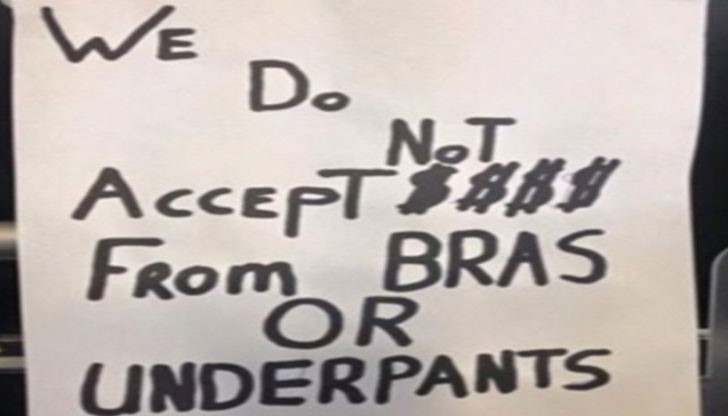 WE
Do
NoT
ACCEPT $$$$
FRom BRAS
OR
UNDERPANTS